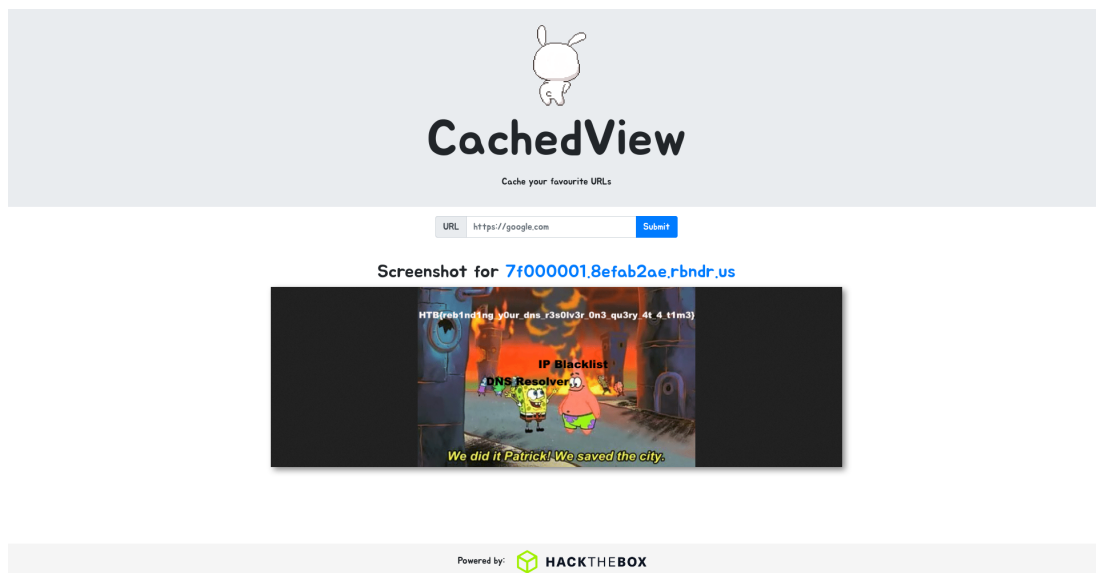 CachedView
Cache your favourite URLs
URL https://google.com Submit
Screenshot for 7f000001.8efab2ae.rbndr.us
HTB{reb1nd1ng_y0ur_dns_r3s0lv3r_0n3_qu3ry_4t_4_t1m3}
IP Blacklist
DNS Resolver
We did it Patrick! We saved the city.
Powered by: HACKTHEBOX